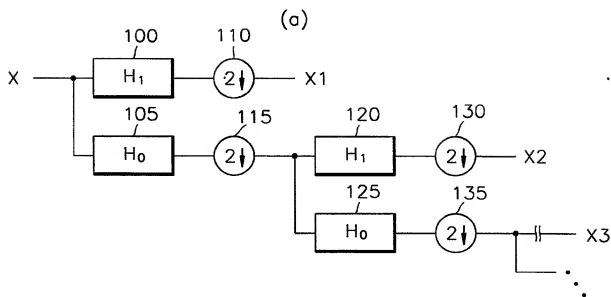 (a)
100 110
X H₁ 2↓ X1
105 115 120 130
H₀ 2↓ H₁ 2↓ X2
125 135
H₀ 2↓ X3